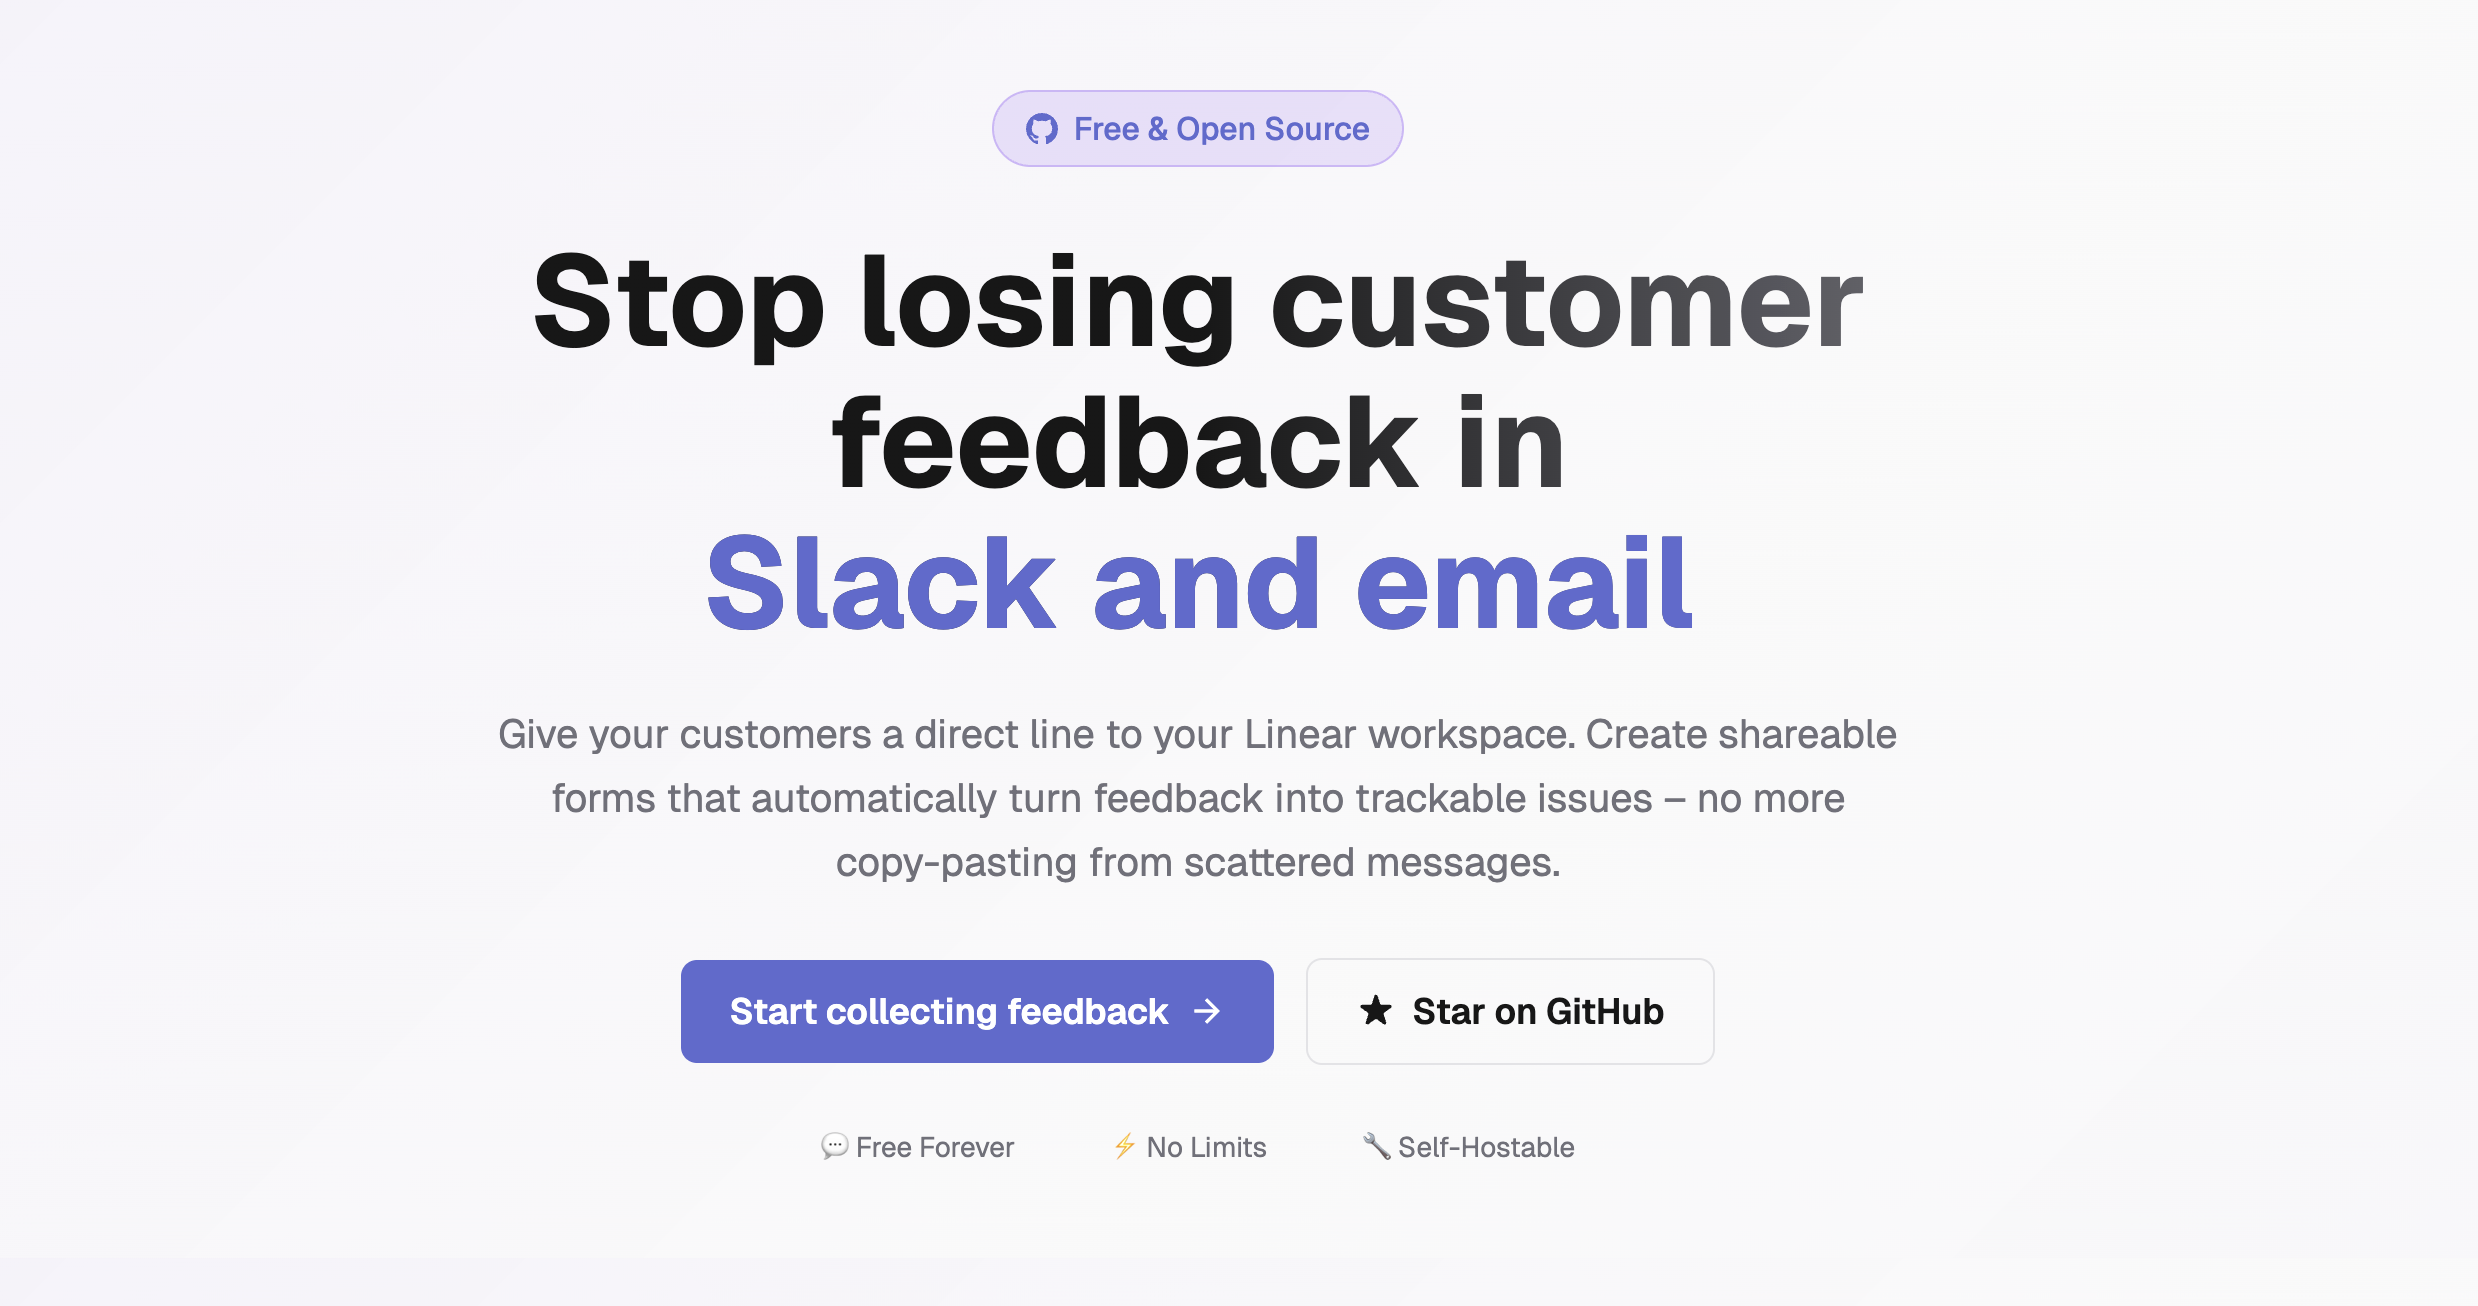 Free & Open Source
Stop losing customer
feedback in
Slack and email
Give your customers a direct line to your Linear workspace. Create shareable
forms that automatically turn feedback into trackable issues – no more
copy-pasting from scattered messages.
Start collecting feedback →
★ Star on GitHub
💬 Free Forever
⚡ No Limits
🔧 Self-Hostable